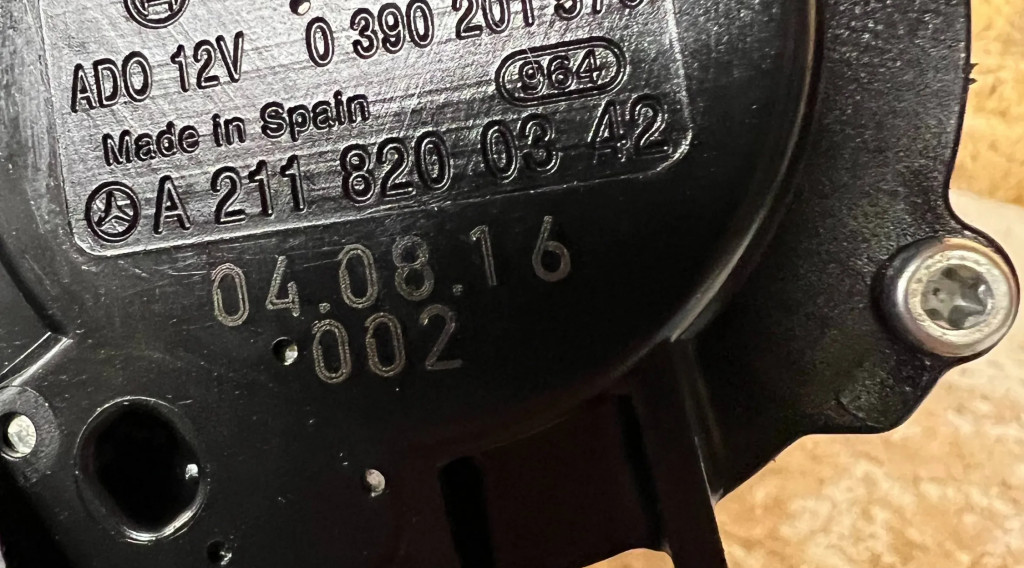 ADO 12V 0 390 201
964
Made in Spain
A 211 820 03 42
04.08.16
002